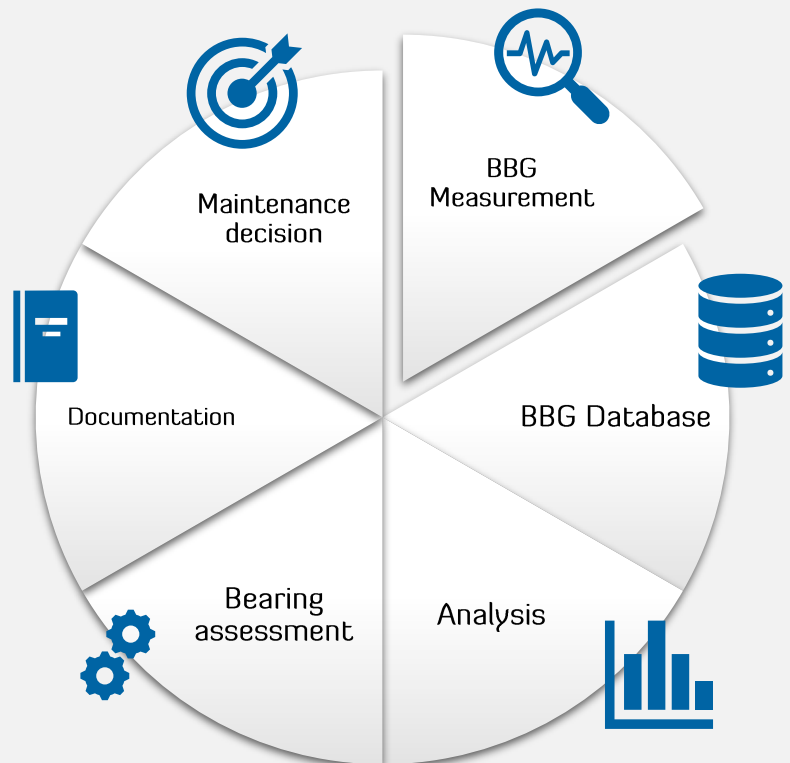 BBG
Measurement
BBG Database
Analysis
Bearing
assessment
Documentation
Maintenance
decision